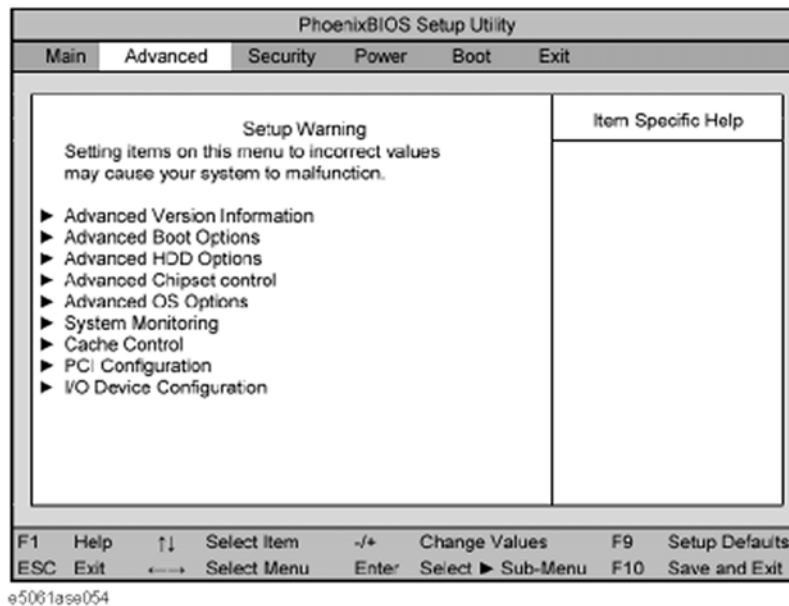 PhoenixBIOS Setup Utility
Main Advanced Security Power Boot Exit
Setup Warning
Setting items on this menu to incorrect values
may cause your system to malfunction.
► Advanced Version Information
► Advanced Boot Options
► Advanced HDD Options
► Advanced Chipset control
► Advanced OS Options
► System Monitoring
► Cache Control
► PCI Configuration
► I/O Device Configuration
Item Specific Help
F1 Help ↑↓ Select Item -/+ Change Values F9 Setup Defaults
ESC Exit ←→ Select Menu Enter Select ► Sub-Menu F10 Save and Exit
e5061ase054